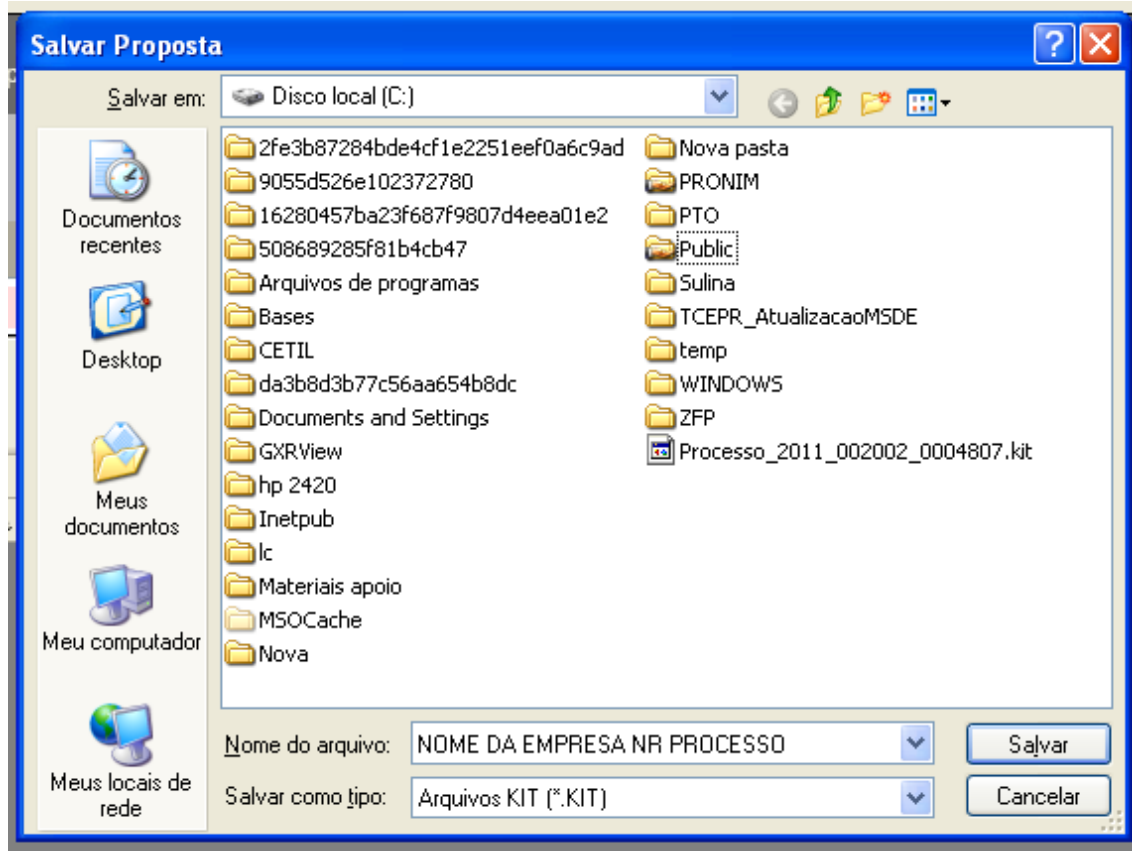 Salvar Proposta
Salvar em:
Disco local (C:)
Documentos
recentes
Desktop
Meus
documentos
Meu computador
Meus locais de
rede
2fe3b87284bde4cf1e2251eef0a6c9ad
9055d526e102372780
16280457ba23f687f9807d4eea01e2
508689285f81b4cb47
Arquivos de programas
Bases
CETIL
da3b8d3b77c56aa654b8dc
Documents and Settings
GXRView
hp 2420
Inetpub
lc
Materiais apoio
MSOCache
Nova
Nova pasta
PRONIM
PTO
Public
Sulina
TCEPR_AtualizacaoMSDE
temp
WINDOWS
ZFP
Processo_2011_002002_0004807.kit
Nome do arquivo:
NOME DA EMPRESA NR PROCESSO
Salvar
Salvar como tipo:
Arquivos KIT (*.KIT)
Cancelar